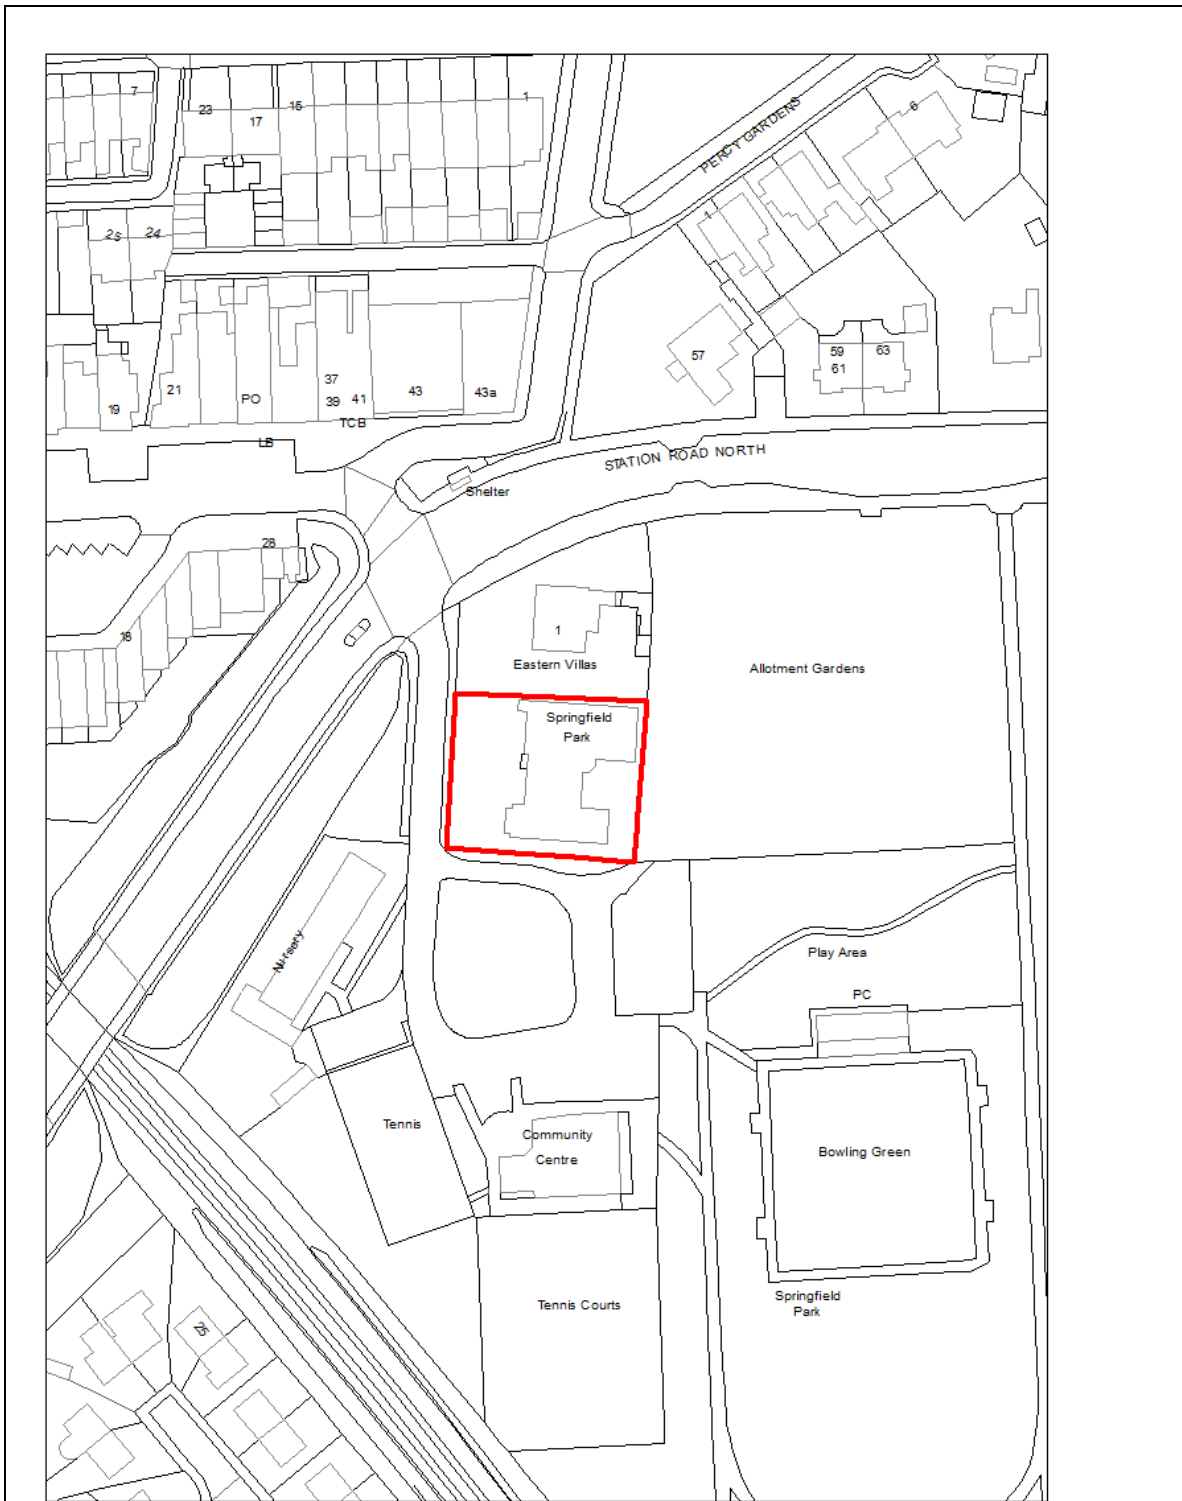 7
23
17
15
1
PERCY GARDENS
6
25
24
1
57
59
61
63
19
21
PO
37
39
41
43
43a
TCB
LB
STATION ROAD NORTH
Shelter
28
18
1
Eastern Villas
Allotment Gardens
Springfield
Park
Nursery
Play Area
PC
Tennis
Community
Centre
Bowling Green
Springfield
Park
Tennis Courts
25